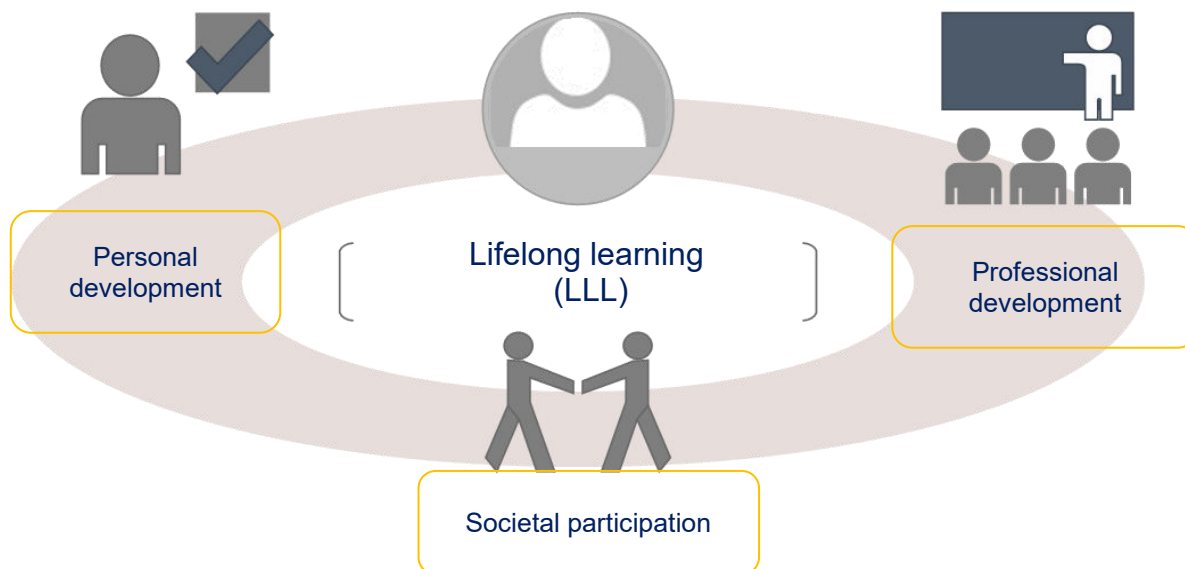 Lifelong learning
(LLL)
Personal
development
Professional
development
Societal participation